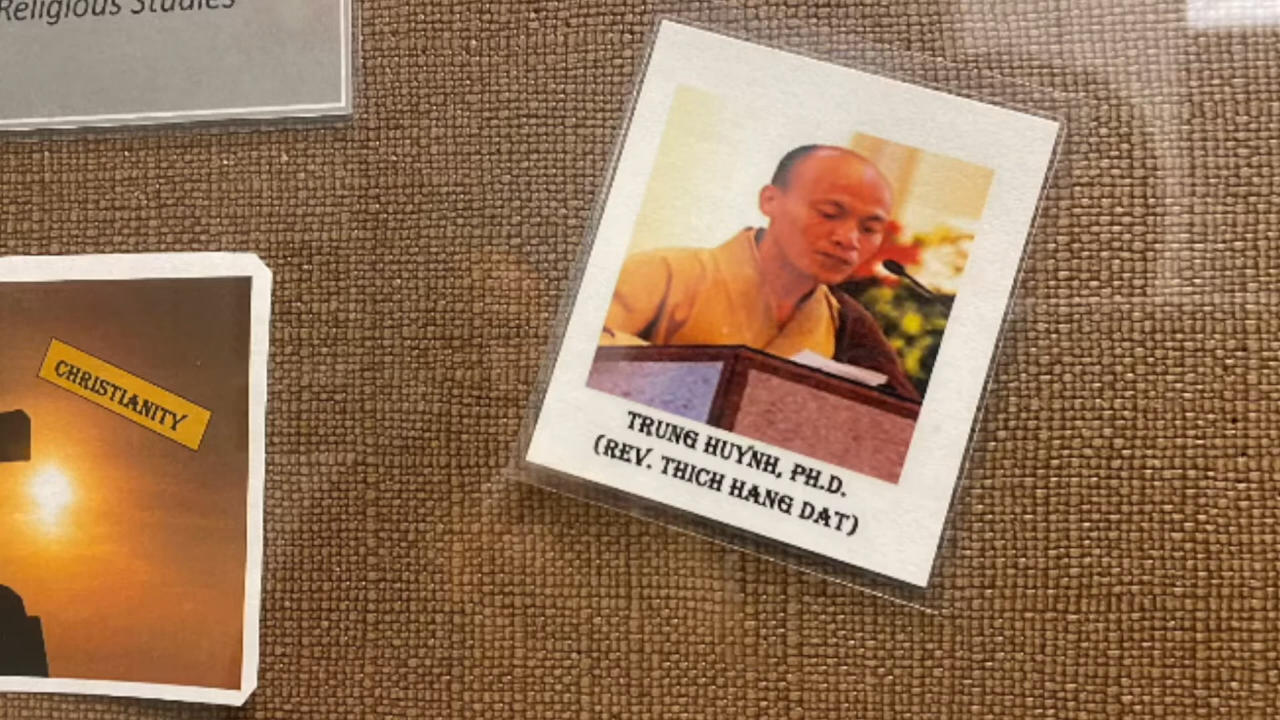 Religious Studies
CHRISTIANITY
TRUNG HUYNH, PH.D.
(REV. THICH HANG DAT)